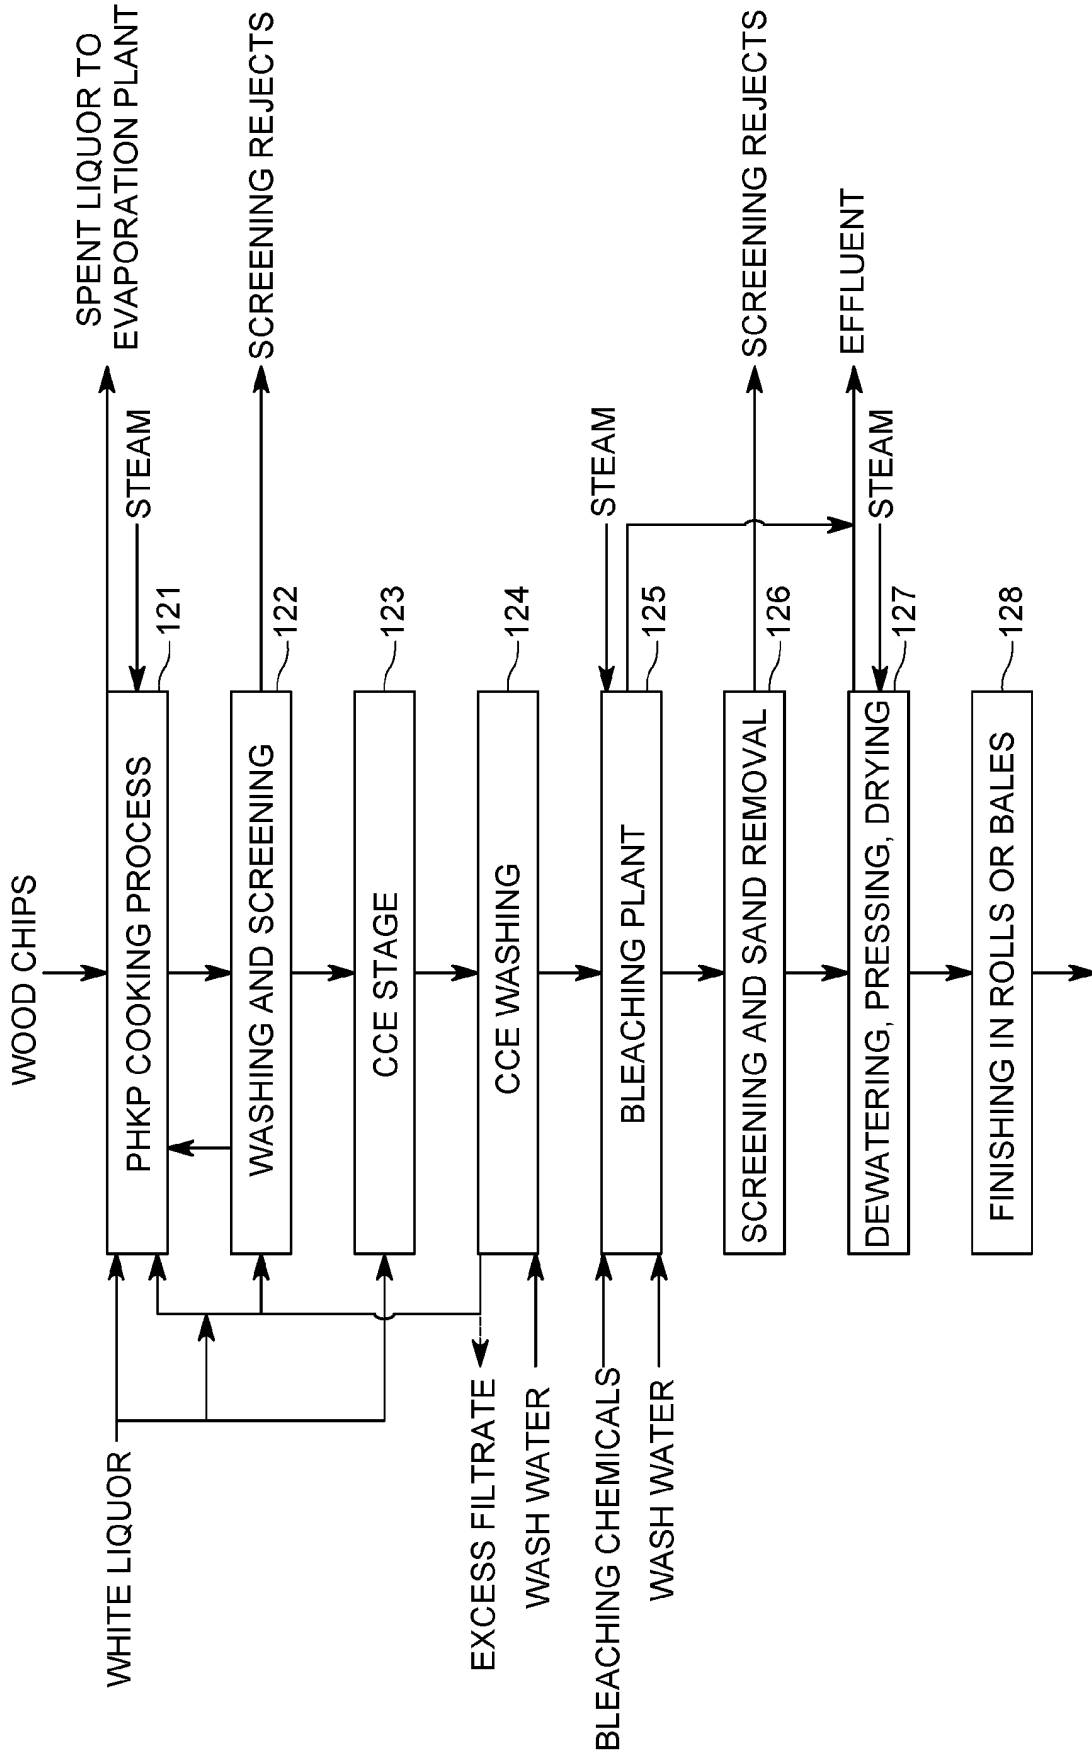 WOOD CHIPS
WHITE LIQUOR
PHKP COOKING PROCESS
121
STEAM
SPENT LIQUOR TO
EVAPORATION PLANT
WASHING AND SCREENING
122
SCREENING REJECTS
CCE STAGE
123
EXCESS FILTRATE
WASH WATER
CCE WASHING
124
BLEACHING CHEMICALS
WASH WATER
BLEACHING PLANT
125
STEAM
SCREENING AND SAND REMOVAL
126
SCREENING REJECTS
DEWATERING, PRESSING, DRYING
127
EFFLUENT
STEAM
FINISHING IN ROLLS OR BALES
128